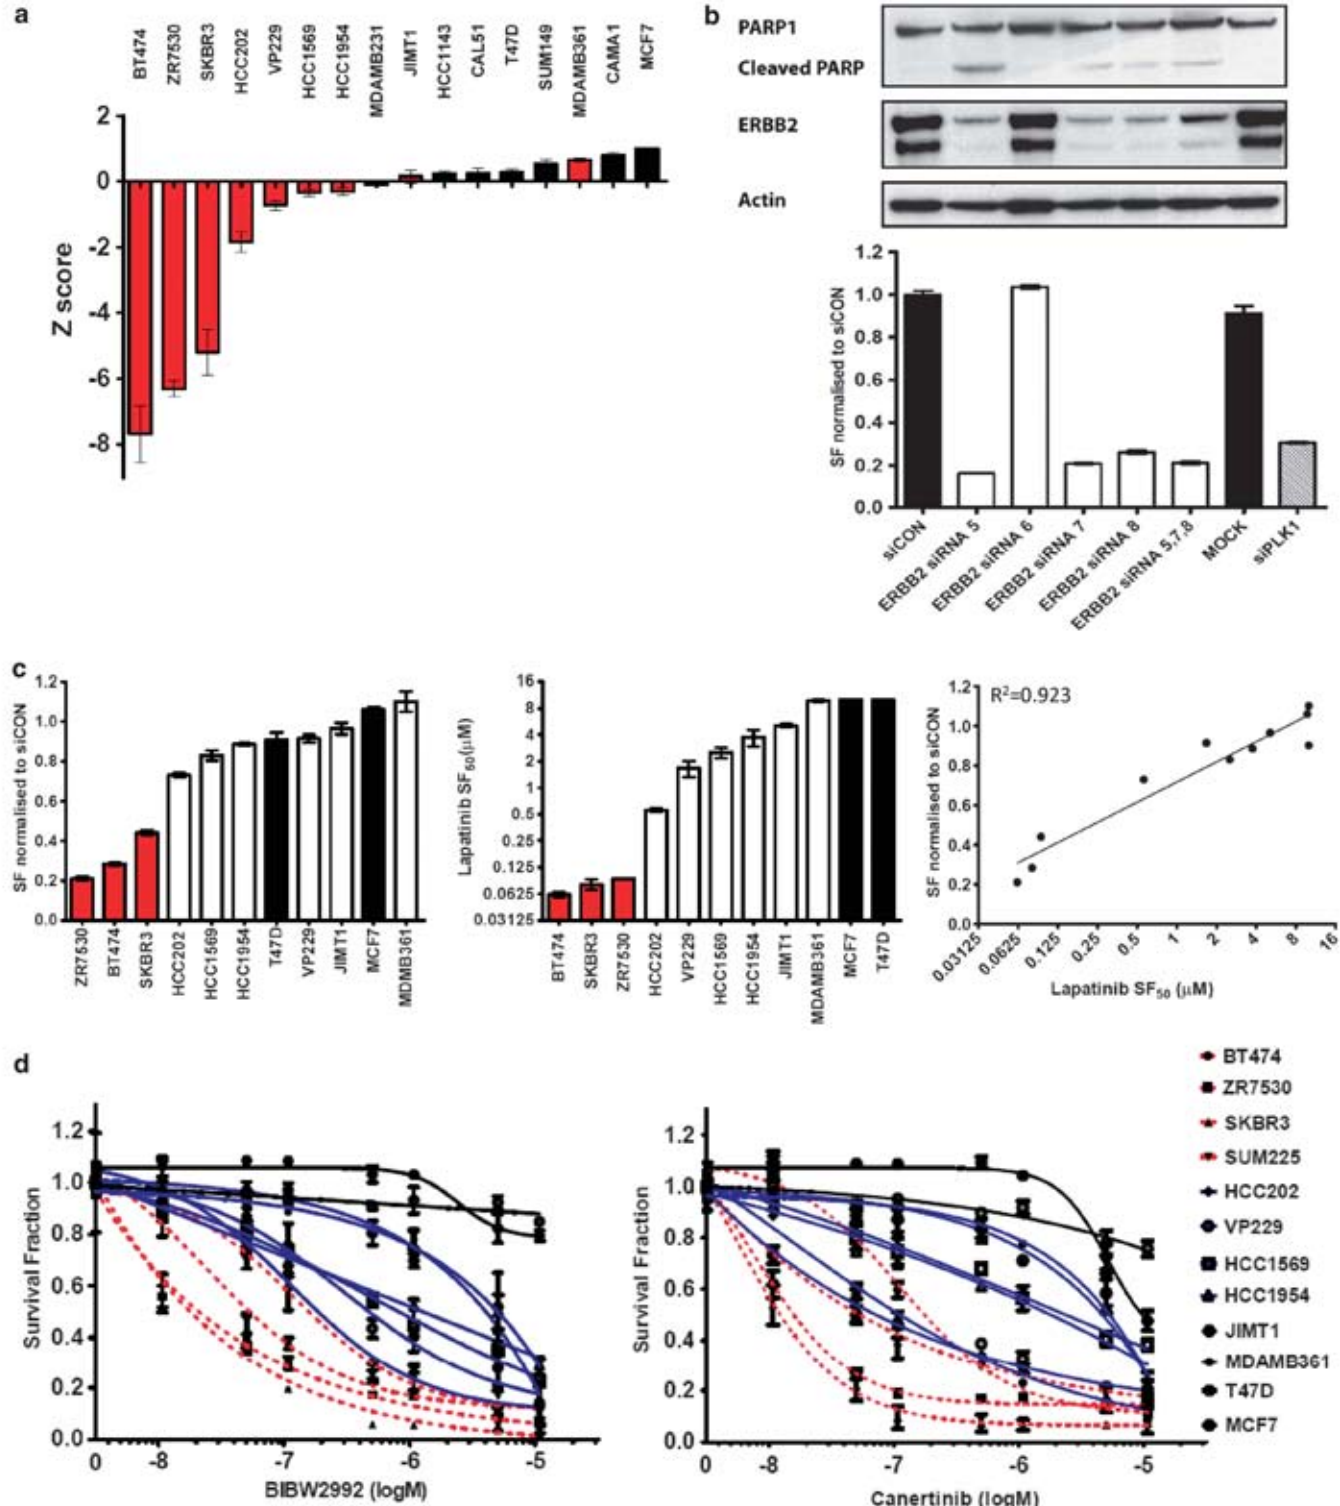 a
BT474
ZR7530
SKBR3
HCC202
VP229
HCC1569
HCC1954
MDAMB231
JIMT1
HCC1143
CAL51
T47D
SUM149
MDAMB361
CAMA1
MCF7
2
0
-2
-4
-6
-8
Z score
b
PARP1
Cleaved PARP
ERBB2
Actin
1.2
1.0
0.8
0.6
0.4
0.2
0.0
SF normalised to siCON
siCON
ERBB2 siRNA 5
ERBB2 siRNA 6
ERBB2 siRNA 7
ERBB2 siRNA 8
ERBB2 siRNA 5,7,8
MOCK
siPLK1
c
1.2
1.0
0.8
0.6
0.4
0.2
0.0
SF normalised to siCON
ZR7530
BT474
SKBR3
HCC202
HCC1569
HCC1954
T47D
VP229
JIMT1
MCF7
MDMB361
16
8
4
2
1
0.5
0.25
0.125
0.0625
0.03125
Lapatinib SF50(μM)
BT474
SKBR3
ZR7530
HCC202
VP229
HCC1569
HCC1954
JIMT1
MDAMB361
MCF7
T47D
R2=0.923
1.2
1.0
0.8
0.6
0.4
0.2
0.0
SF normalised to siCON
0.03125
0.0625
0.125
0.25
0.5
1
2
4
8
16
Lapatinib SF50 (μM)
d
1.2
1.0
0.8
0.6
0.4
0.2
0.0
Survival Fraction
0
-8
-7
-6
-5
BIBW2992 (logM)
1.2
1.0
0.8
0.6
0.4
0.2
0.0
Survival Fraction
0
-8
-7
-6
-5
Canertinib (logM)
BT474
ZR7530
SKBR3
SUM225
HCC202
VP229
HCC1569
HCC1954
JIMT1
MDAMB361
T47D
MCF7